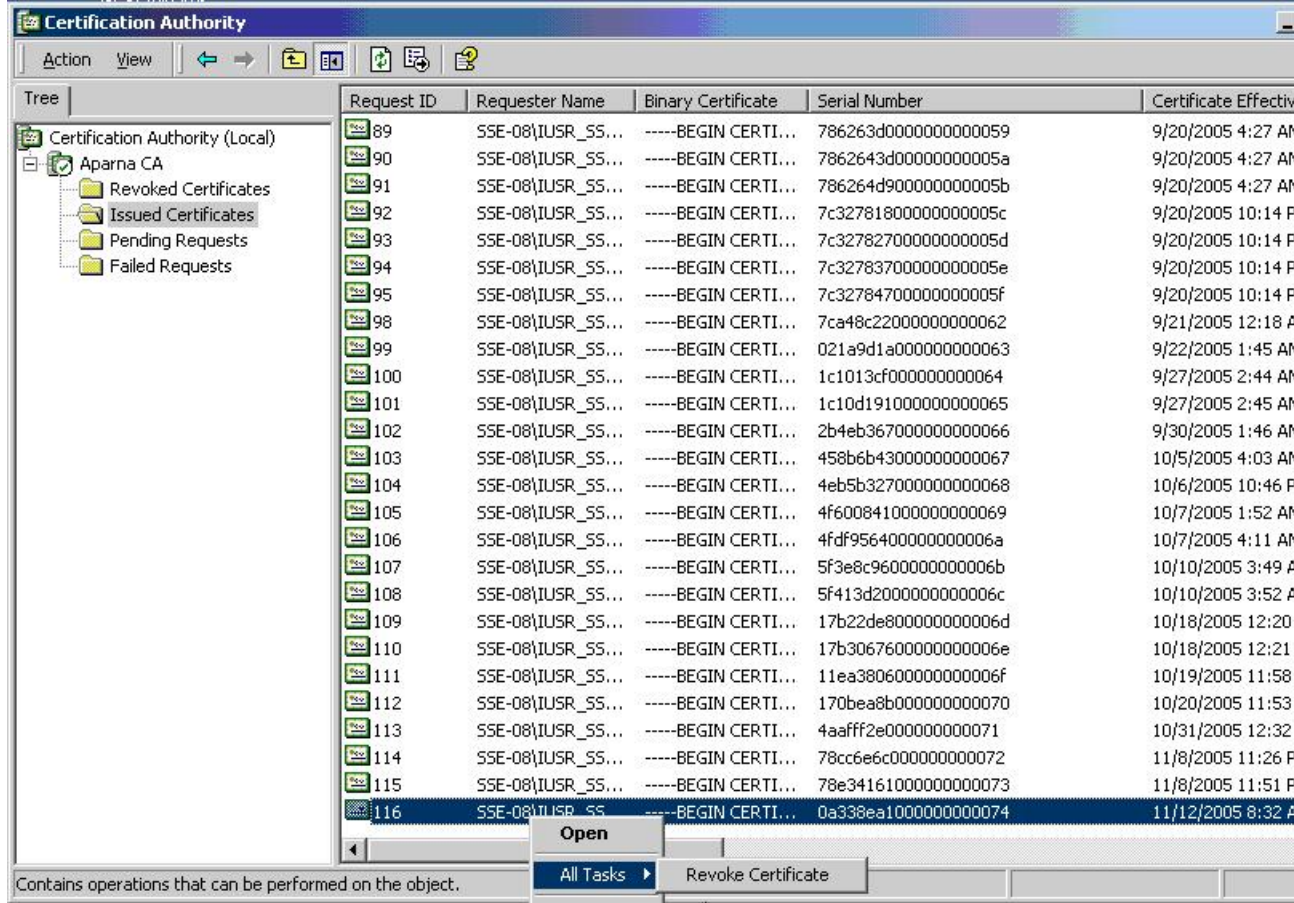 Certification Authority
Action View
Tree
Request ID Requester Name Binary Certificate Serial Number Certificate Effectiv
Certification Authority (Local)
Aparna CA
Revoked Certificates
Issued Certificates
Pending Requests
Failed Requests
89 SSE-08\IUSR_SS... -----BEGIN CERTI... 786263d0000000000059 9/20/2005 4:27 AM
90 SSE-08\IUSR_SS... -----BEGIN CERTI... 7862643d00000000005a 9/20/2005 4:27 AM
91 SSE-08\IUSR_SS... -----BEGIN CERTI... 786264d900000000005b 9/20/2005 4:27 AM
92 SSE-08\IUSR_SS... -----BEGIN CERTI... 7c32781800000000005c 9/20/2005 10:14 P
93 SSE-08\IUSR_SS... -----BEGIN CERTI... 7c32782700000000005d 9/20/2005 10:14 P
94 SSE-08\IUSR_SS... -----BEGIN CERTI... 7c32783700000000005e 9/20/2005 10:14 P
95 SSE-08\IUSR_SS... -----BEGIN CERTI... 7c32784700000000005f 9/20/2005 10:14 P
98 SSE-08\IUSR_SS... -----BEGIN CERTI... 7ca48c22000000000062 9/21/2005 12:18 A
99 SSE-08\IUSR_SS... -----BEGIN CERTI... 021a9d1a000000000063 9/22/2005 1:45 AM
100 SSE-08\IUSR_SS... -----BEGIN CERTI... 1c1013cf000000000064 9/27/2005 2:44 AM
101 SSE-08\IUSR_SS... -----BEGIN CERTI... 1c10d191000000000065 9/27/2005 2:45 AM
102 SSE-08\IUSR_SS... -----BEGIN CERTI... 2b4eb367000000000066 9/30/2005 1:46 AM
103 SSE-08\IUSR_SS... -----BEGIN CERTI... 458b6b43000000000067 10/5/2005 4:03 AM
104 SSE-08\IUSR_SS... -----BEGIN CERTI... 4eb5b327000000000068 10/6/2005 10:46 P
105 SSE-08\IUSR_SS... -----BEGIN CERTI... 4f600841000000000069 10/7/2005 1:52 AM
106 SSE-08\IUSR_SS... -----BEGIN CERTI... 4fdf956400000000006a 10/7/2005 4:11 AM
107 SSE-08\IUSR_SS... -----BEGIN CERTI... 5f3e8c9600000000006b 10/10/2005 3:49 A
108 SSE-08\IUSR_SS... -----BEGIN CERTI... 5f413d2000000000006c 10/10/2005 3:52 A
109 SSE-08\IUSR_SS... -----BEGIN CERTI... 17b22de800000000006d 10/18/2005 12:20
110 SSE-08\IUSR_SS... -----BEGIN CERTI... 17b3067600000000006e 10/18/2005 12:21
111 SSE-08\IUSR_SS... -----BEGIN CERTI... 11ea380600000000006f 10/19/2005 11:58
112 SSE-08\IUSR_SS... -----BEGIN CERTI... 170bea8b000000000070 10/20/2005 11:53
113 SSE-08\IUSR_SS... -----BEGIN CERTI... 4aafff2e000000000071 10/31/2005 12:32
114 SSE-08\IUSR_SS... -----BEGIN CERTI... 78cc6e6c000000000072 11/8/2005 11:26 P
115 SSE-08\IUSR_SS... -----BEGIN CERTI... 78e34161000000000073 11/8/2005 11:51 P
116 SSE-08\IUSR_SS -----BEGIN CERTI... 0a338ea1000000000074 11/12/2005 8:32 A
Open
All Tasks Revoke Certificate
Contains operations that can be performed on the object.